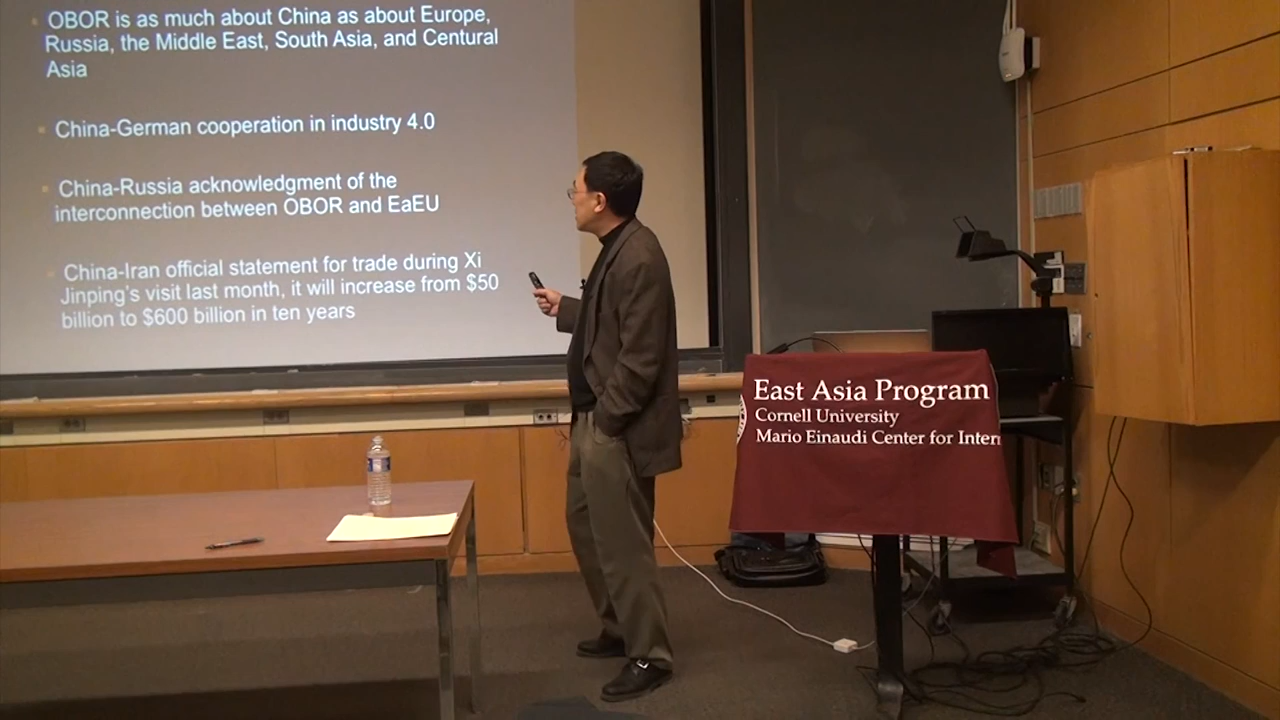 OBOR is as much about China as about Europe,
Russia, the Middle East, South Asia, and Centural
Asia
China-German cooperation in industry 4.0
China-Russia acknowledgment of the
interconnection between OBOR and EaEU
China-Iran official statement for trade during Xi
Jinping's visit last month, it will increase from $50
billion to $600 billion in ten years
East Asia Program
Cornell University
Mario Einaudi Center for Intern